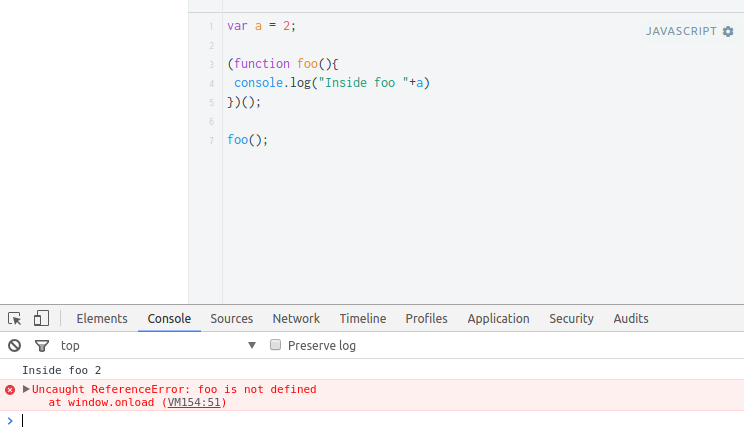 1 var a = 2;
JAVASCRIPT
2
3 (function foo(){
4 console.log("Inside foo "+a)
5 })();
6
7 foo();
Elements Console Sources Network Timeline Profiles Application Security Audits
top Preserve log
Inside foo 2
Uncaught ReferenceError: foo is not defined
at window.onload (VM154:51)
>